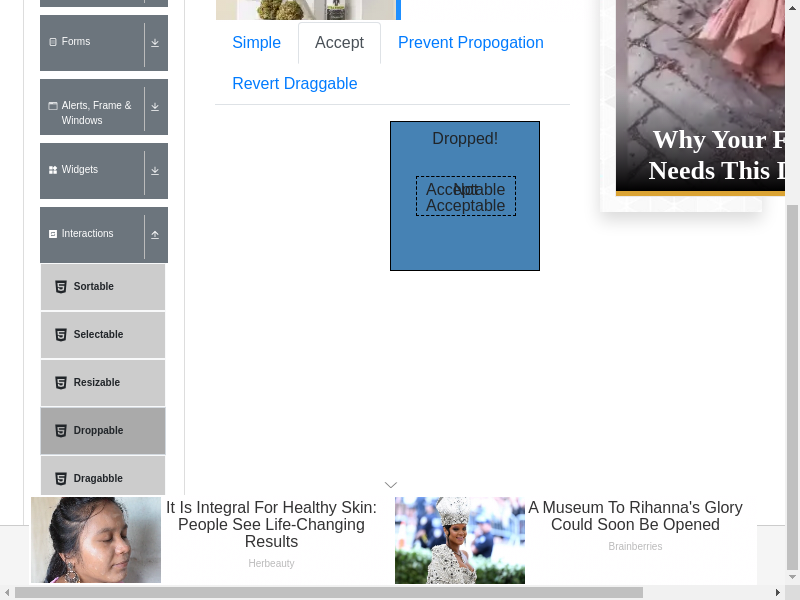 Simple
Accept
Prevent Propogation
Revert Draggable
Forms
Alerts, Frame &
Windows
Widgets
Interactions
Sortable
Selectable
Resizable
Droppable
Dragabble
Dropped!
Acceptable
Not
Acceptable
Why Your F
Needs This
It Is Integral For Healthy Skin:
People See Life-Changing
Results
Herbeauty
A Museum To Rihanna's Glory
Could Soon Be Opened
Brainberries